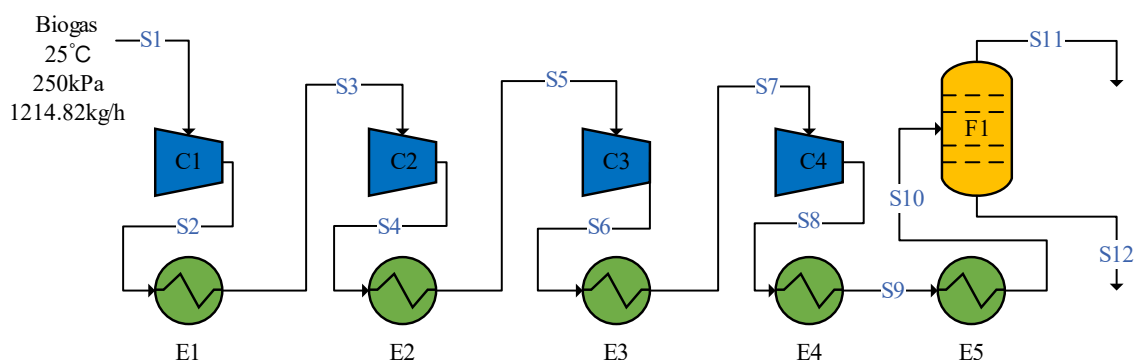 Biogas
25℃
250kPa
1214.82kg/h
S1
S3
S5
S7
S11
C1
C2
C3
C4
F1
S10
S2
S4
S6
S8
S12
S9
E1
E2
E3
E4
E5